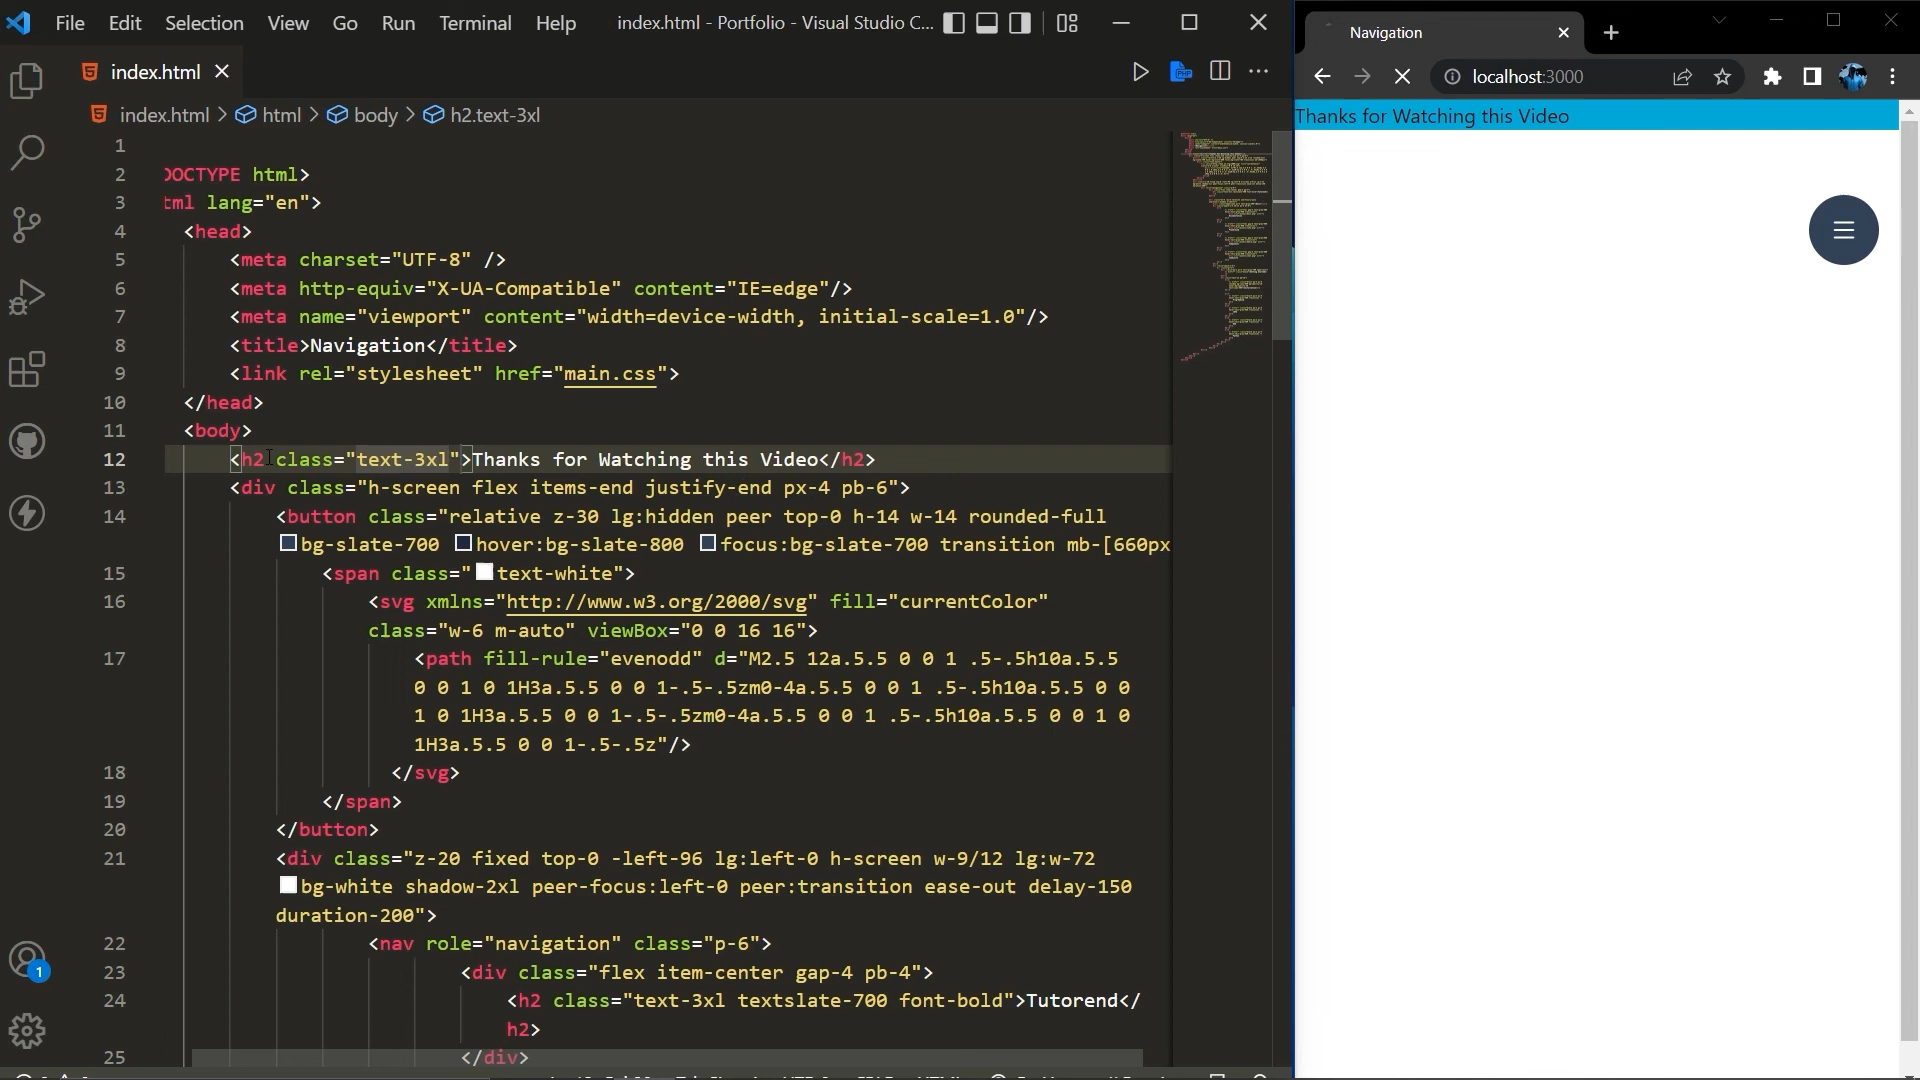 File Edit Selection View Go Run Terminal Help index.html - Portfolio - Visual Studio C...
index.html
index.html > html > body > h2.text-3xl
1
2 DOCTYPE html>
3 tml lang="en">
4 <head>
5 <meta charset="UTF-8" />
6 <meta http-equiv="X-UA-Compatible" content="IE=edge"/>
7 <meta name="viewport" content="width=device-width, initial-scale=1.0"/>
8 <title>Navigation</title>
9 <link rel="stylesheet" href="main.css">
10 </head>
11 <body>
12 <h2 class="text-3xl">Thanks for Watching this Video</h2>
13 <div class="h-screen flex items-end justify-end px-4 pb-6">
14 <button class="relative z-30 lg:hidden peer top-0 h-14 w-14 rounded-full
bg-slate-700 hover:bg-slate-800 focus:bg-slate-700 transition mb-[660px
15 <span class="text-white">
16 <svg xmlns="http://www.w3.org/2000/svg" fill="currentColor"
class="w-6 m-auto" viewBox="0 0 16 16">
17 <path fill-rule="evenodd" d="M2.5 12a.5.5 0 0 1 .5-.5h10a.5.5
0 0 1 0 1H3a.5.5 0 0 1-.5-.5zm0-4a.5.5 0 0 1 .5-.5h10a.5.5 0 0
1 0 1H3a.5.5 0 0 1-.5-.5zm0-4a.5.5 0 0 1 .5-.5h10a.5.5 0 0 1 0
1H3a.5.5 0 0 1-.5-.5z"/>
18 </svg>
19 </span>
20 </button>
21 <div class="z-20 fixed top-0 -left-96 lg:left-0 h-screen w-9/12 lg:w-72
bg-white shadow-2xl peer-focus:left-0 peer:transition ease-out delay-150
duration-200">
22 <nav role="navigation" class="p-6">
23 <div class="flex item-center gap-4 pb-4">
24 <h2 class="text-3xl textslate-700 font-bold">Tutorend</
h2>
25 </div>
1
Navigation
localhost:3000
Thanks for Watching this Video